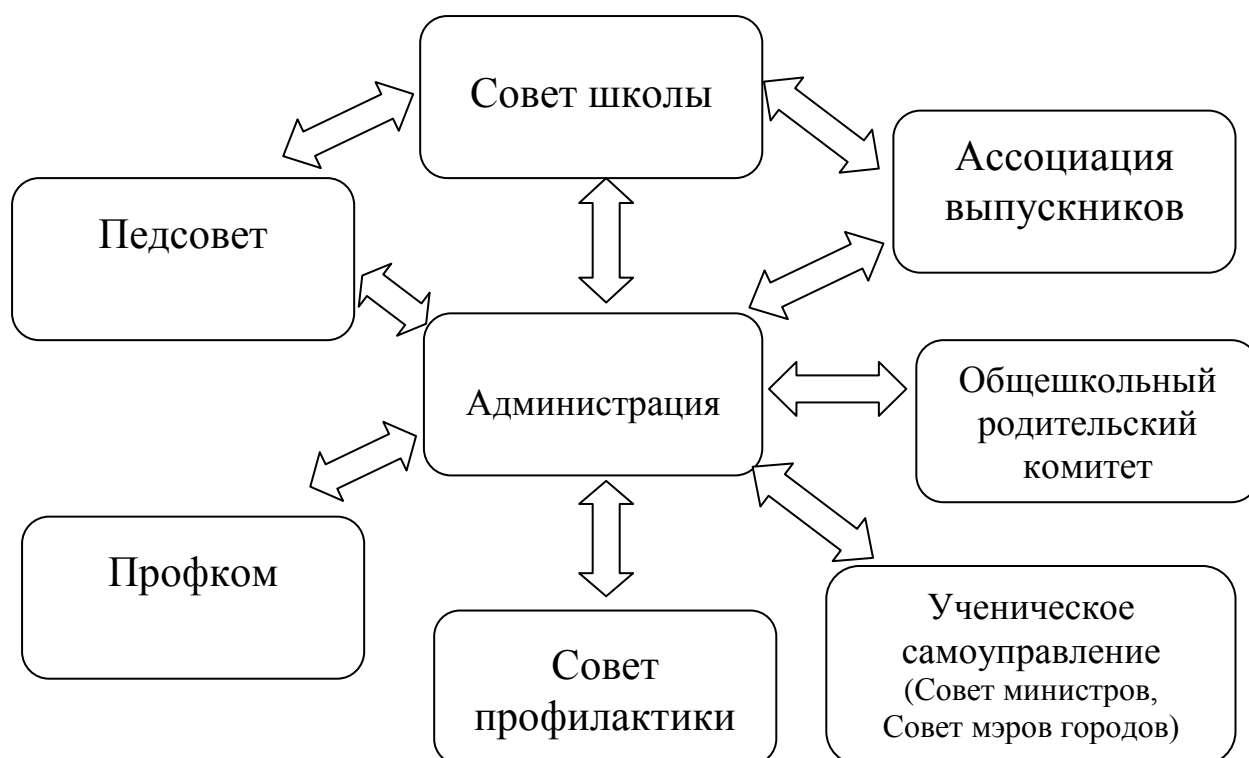 Совет школы
Ассоциация
выпускников
Педсовет
Администрация
Общешкольный
родительский
комитет
Профком
Совет
профилактики
Ученическое
самоуправление
(Совет министров,
Совет мэров городов)